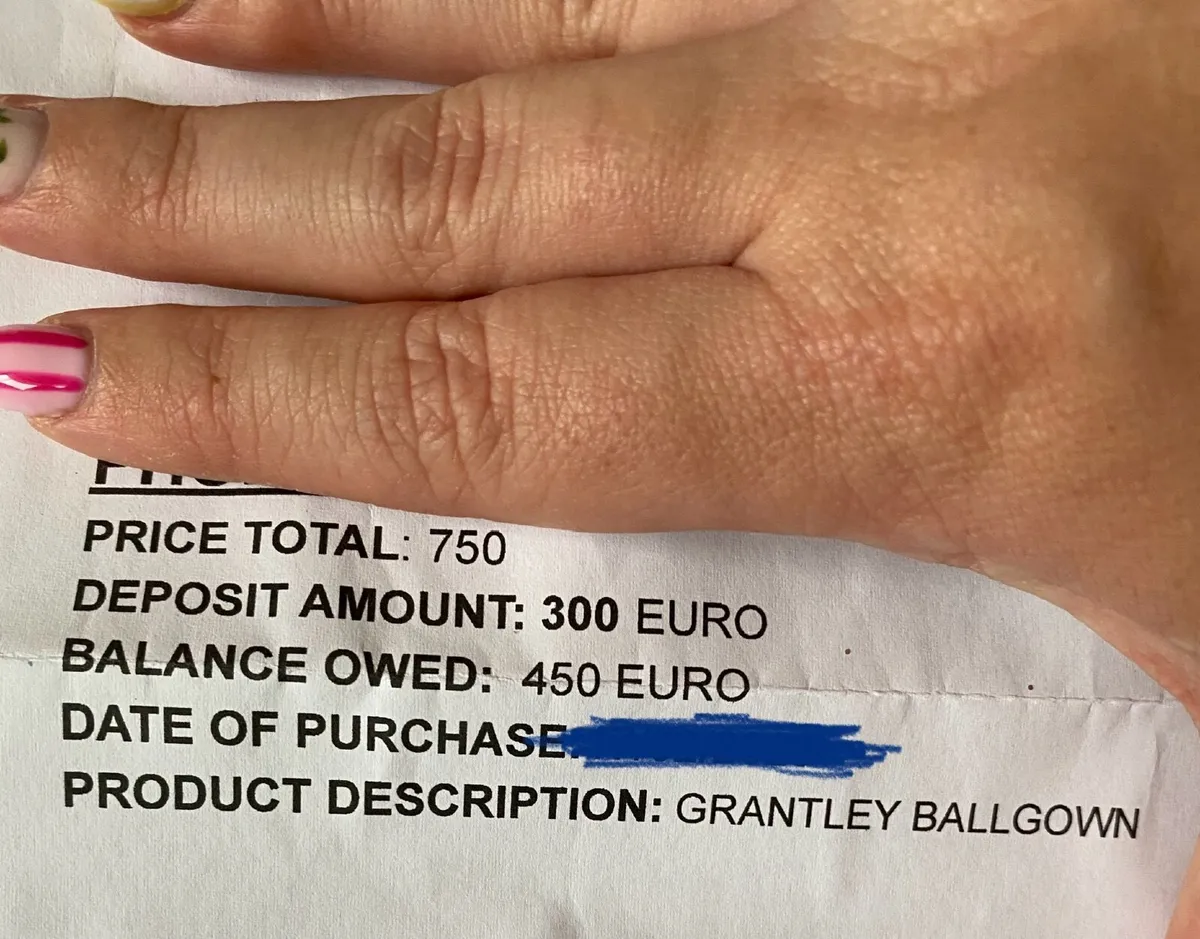 PRICE TOTAL: 750
DEPOSIT AMOUNT: 300 EURO
BALANCE OWED: 450 EURO
DATE OF PURCHASE
PRODUCT DESCRIPTION: GRANTLEY BALLGOWN